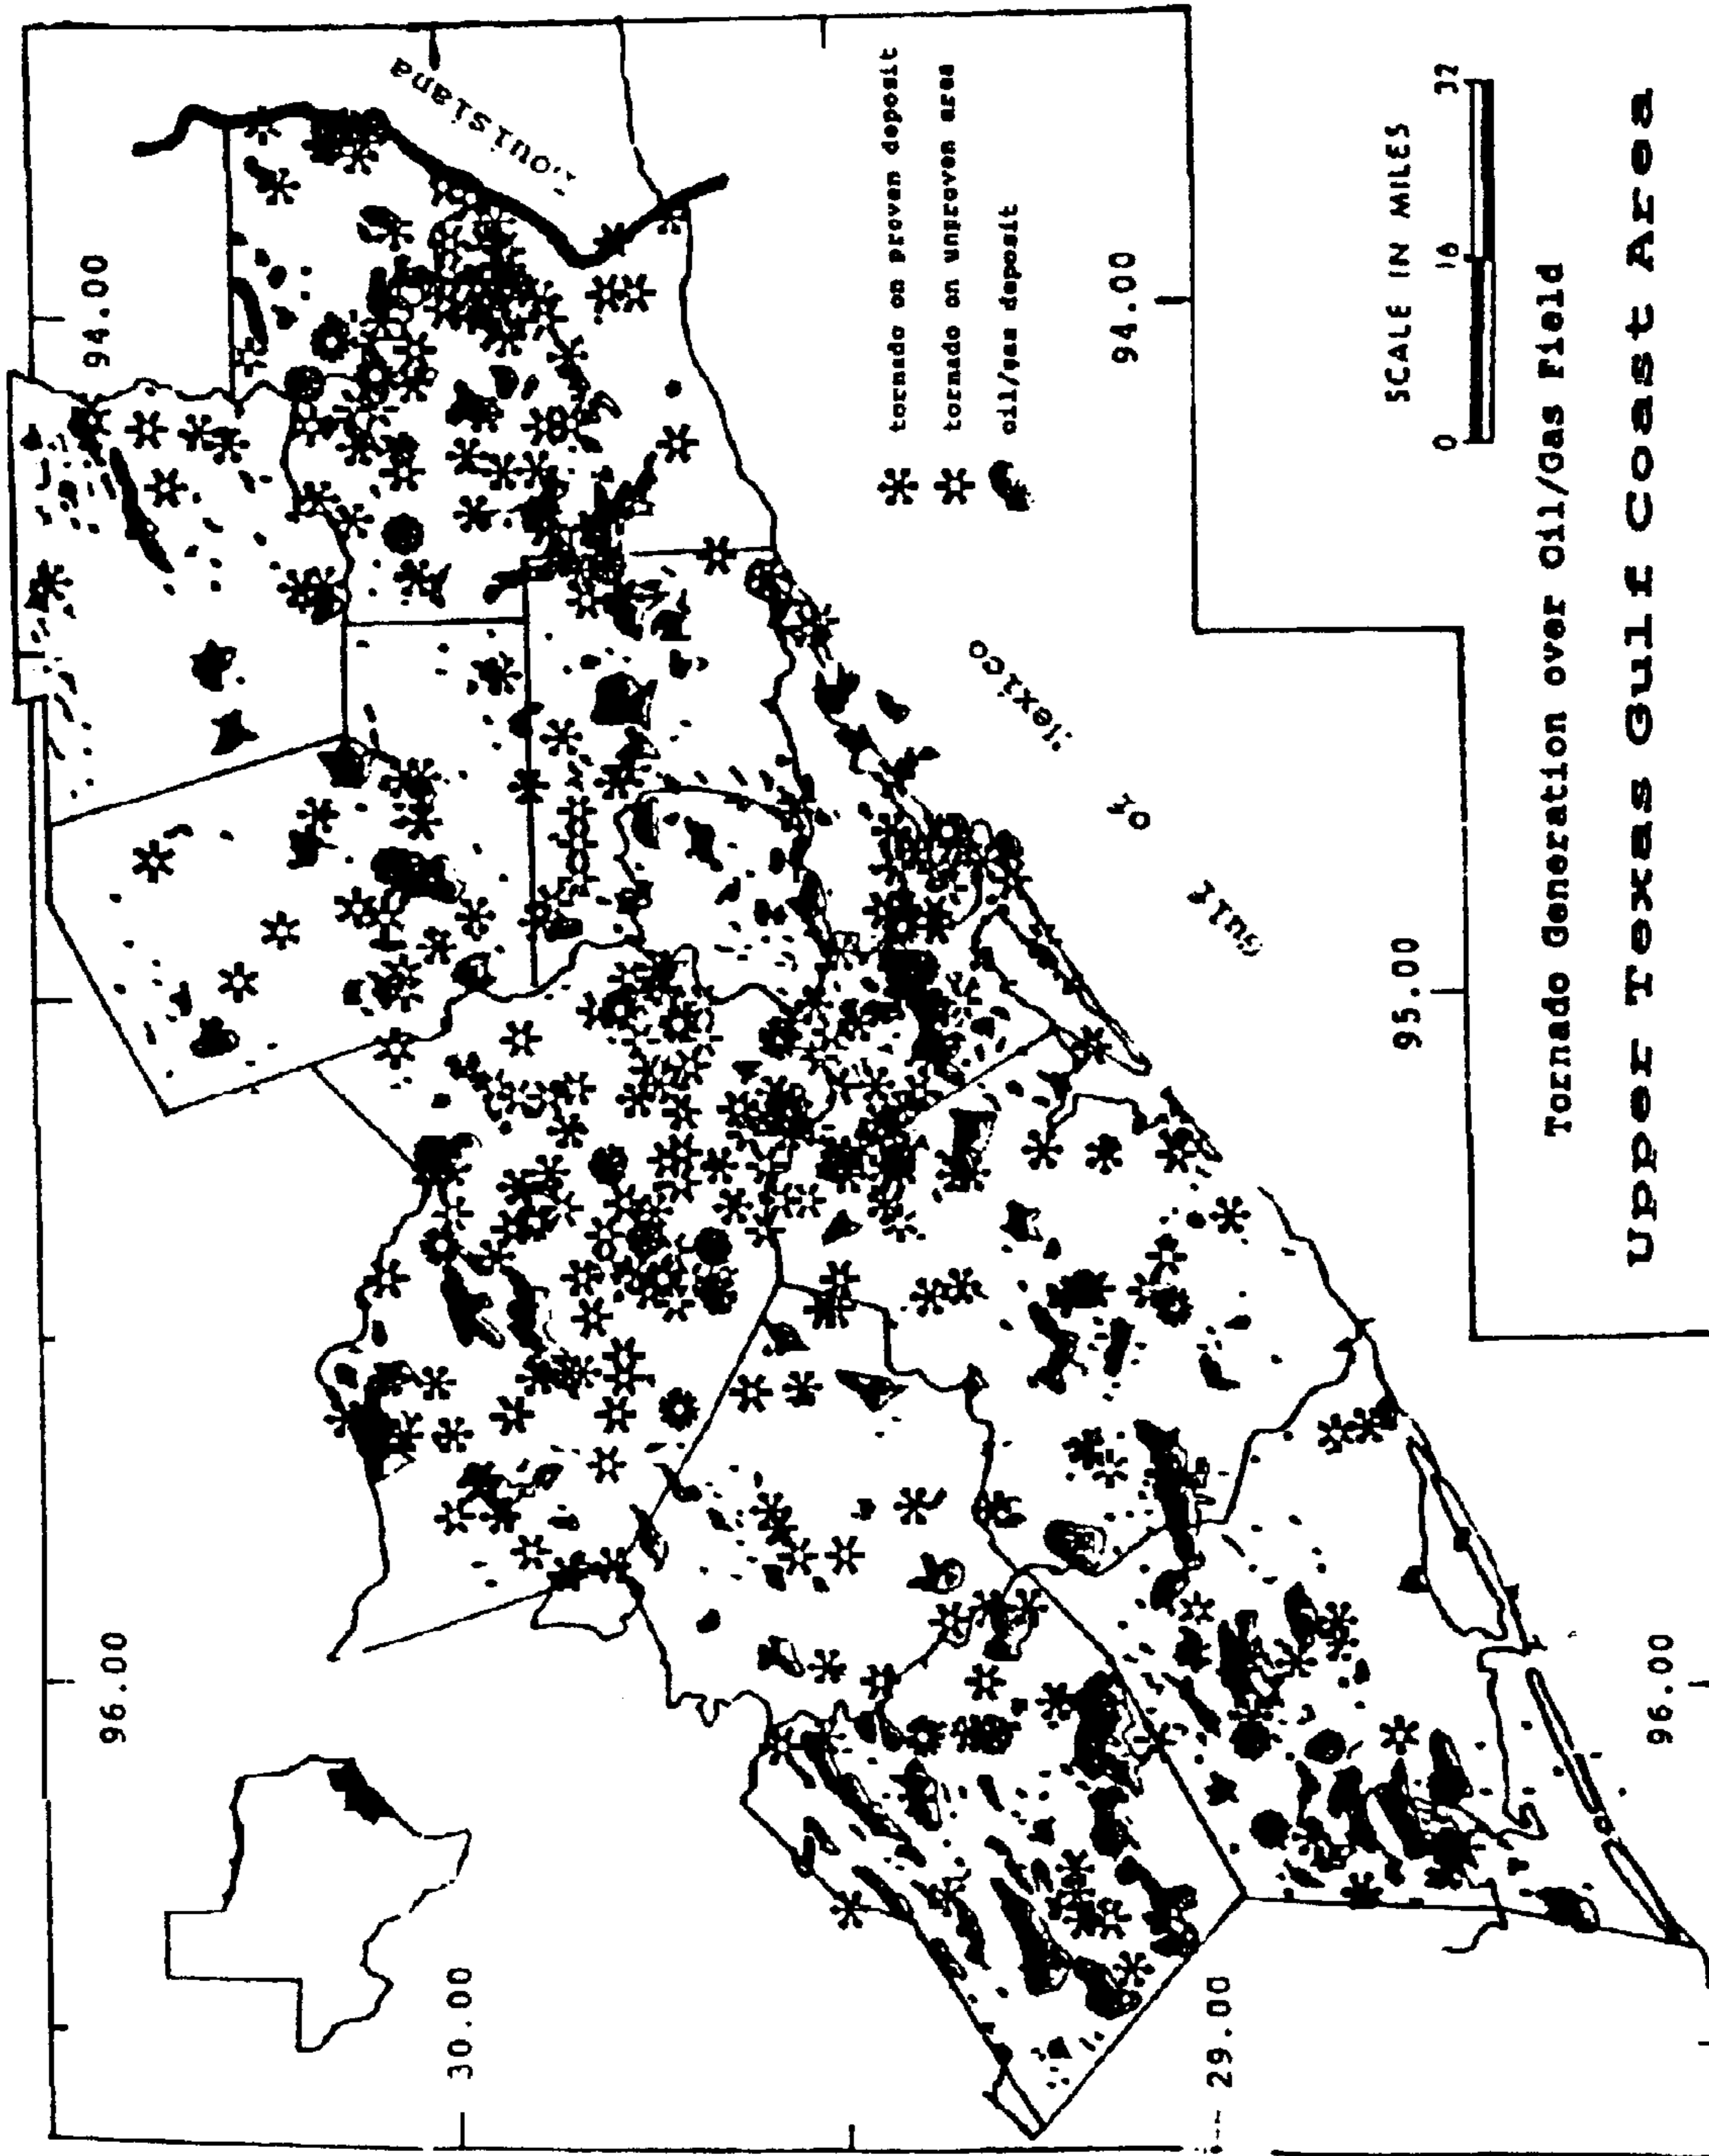 96.00
94.00
Louisiana
30.00
tornado on proven deposit
tornado on unproven area
oil/gas deposit
Gulf of Mexico
29.00
96.00
95.00
94.00
SCALE IN MILES
0 16 32
Tornado Generation over Oil/Gas Field
Upper Texas Gulf Coast Area